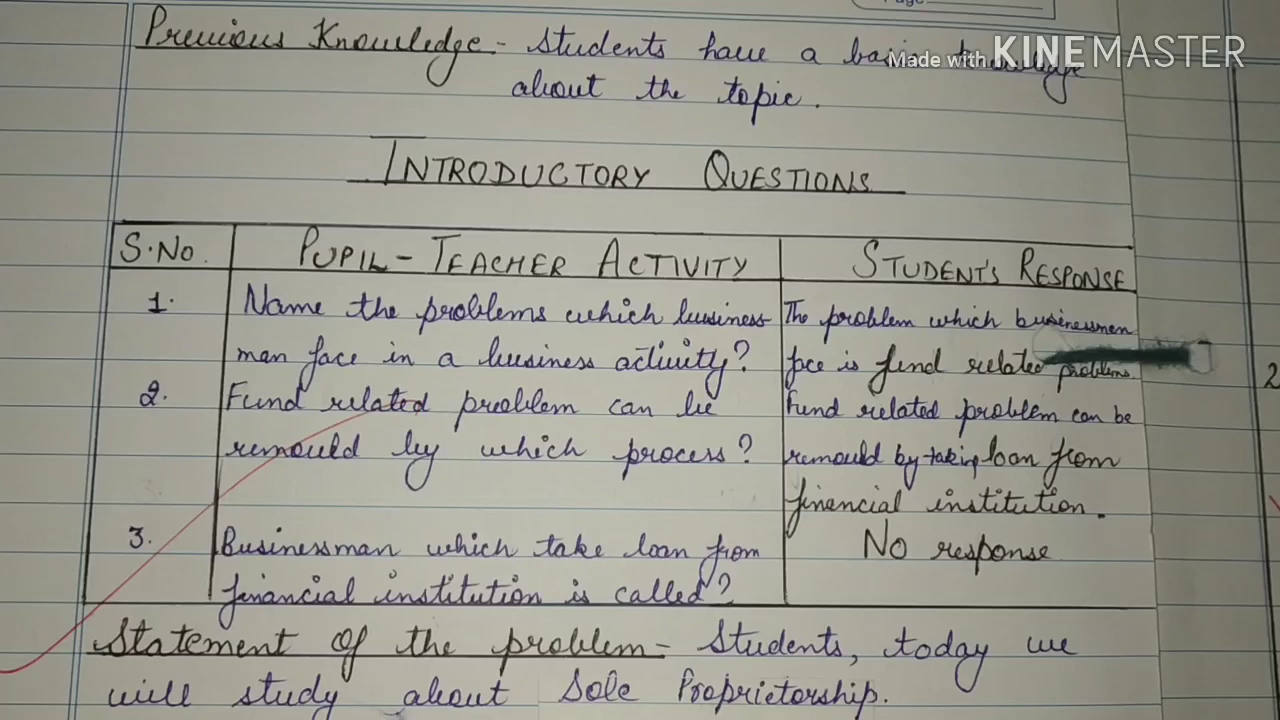 Previous Knowledge - Students have a basic knowledge
Made with KINEMASTER
about the topic.
INTRODUCTORY QUESTIONS
S.No. PUPIL-TEACHER ACTIVITY STUDENT'S RESPONSE
1. Name the problems which business The problem which businessmen
man face in a business activity? face is fund related problems.
2. Fund related problem can be Fund related problem can be
remould by which process? remould by taking loan from
financial institution.
3. Businessman which take loan from No response
financial institution is called?
Statement Of the problem - Students, today we
will study about Sole Proprietorship.
2